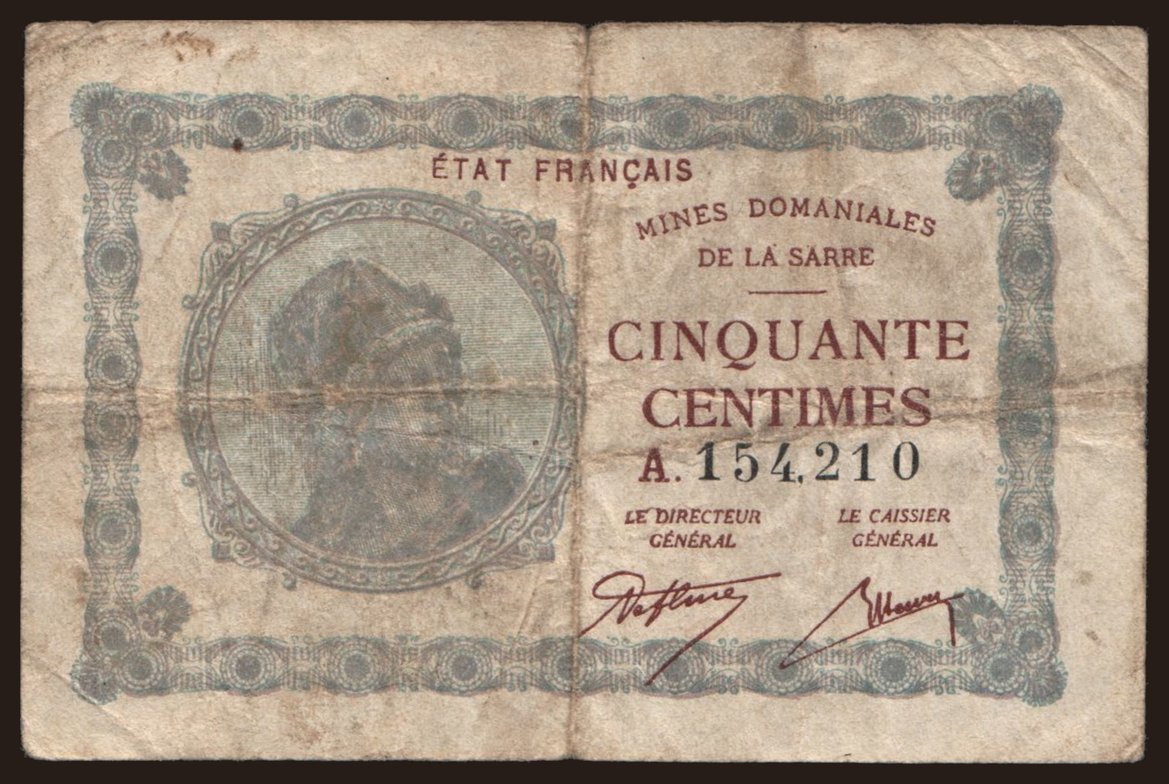 ÉTAT FRANÇAIS
MINES DOMANIALES
DE LA SARRE
CINQUANTE
CENTIMES
A. 154,210
LE DIRECTEUR GÉNÉRAL
LE CAISSIER GÉNÉRAL